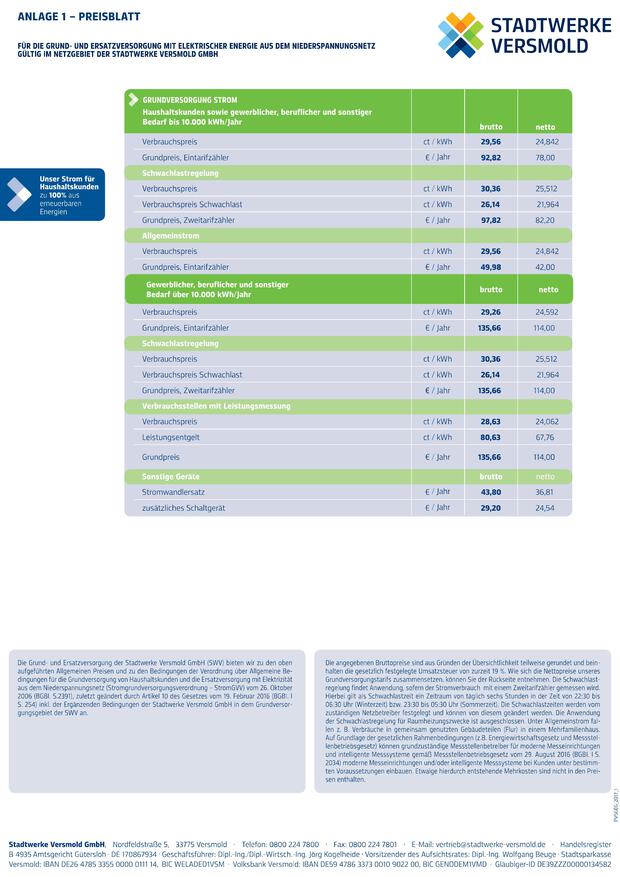 ANLAGE 1 – PREISBLATT
STADTWERKE
VERSMOLD
FÜR DIE GRUND- UND ERSATZVERSORGUNG MIT ELEKTRISCHER ENERGIE AUS DEM NIEDERSPANNUNGSNETZ
GÜLTIG IM NETZGEBIET DER STADTWERKE VERSMOLD GMBH
GRUNDVERSORGUNG STROM
Haushaltskunden sowie gewerblicher, beruflicher und sonstiger
Bedarf bis 10.000 kWh/Jahr brutto netto
Verbrauchspreis ct / kWh 29,56 24,842
Grundpreis, Eintarifzähler € / Jahr 92,82 78,00
Schwachlastregelung
Verbrauchspreis ct / kWh 30,36 25,512
Verbrauchspreis Schwachlast ct / kWh 26,14 21,964
Grundpreis, Zweitarifzähler € / Jahr 97,82 82,20
Allgemeinstrom
Verbrauchspreis ct / kWh 29,56 24,842
Grundpreis, Eintarifzähler € / Jahr 49,98 42,00
Gewerblicher, beruflicher und sonstiger
Bedarf über 10.000 kWh/Jahr brutto netto
Verbrauchspreis ct / kWh 29,26 24,592
Grundpreis, Eintarifzähler € / Jahr 135,66 114,00
Schwachlastregelung
Verbrauchspreis ct / kWh 30,36 25,512
Verbrauchspreis Schwachlast ct / kWh 26,14 21,964
Grundpreis, Zweitarifzähler € / Jahr 135,66 114,00
Verbrauchsstellen mit Leistungsmessung
Verbrauchspreis ct / kWh 28,63 24,062
Leistungsentgelt ct / kWh 80,63 67,76
Grundpreis € / Jahr 135,66 114,00
Sonstige Geräte brutto netto
Stromwandlersatz € / Jahr 43,80 36,81
zusätzliches Schaltgerät € / Jahr 29,20 24,54
Unser Strom für
Haushaltskunden
zu 100% aus
erneuerbaren
Energien
Die Grund- und Ersatzversorgung der Stadtwerke Versmold GmbH (SWV) bieten wir zu den oben
aufgeführten Allgemeinen Preisen und zu den Bedingungen der Verordnung über Allgemeine Be-
dingungen für die Grundversorgung von Haushaltskunden und die Ersatzversorgung mit Elektrizität
aus dem Niederspannungsnetz (Stromgrundversorgungsverordnung – StromGVV) vom 26. Oktober
2006 (BGBl. S.2391), zuletzt geändert durch Artikel 10 des Gesetzes vom 19. Februar 2016 (BGBl. I
S. 254) inkl. der Ergänzenden Bedingungen der Stadtwerke Versmold GmbH in dem Grundversor-
gungsgebiet der SWV an.
Die angegebenen Bruttopreise sind aus Gründen der Übersichtlichkeit teilweise gerundet und bein-
halten die gesetzlich festgelegte Umsatzsteuer von zurzeit 19 %. Wie sich die Nettopreise unseres
Grundversorgungstarifs zusammensetzen, können Sie der Rückseite entnehmen. Die Schwachlast-
regelung findet Anwendung, sofern der Stromverbrauch mit einem Zweitarifzähler gemessen wird.
Hierbei gilt als Schwachlastzeit ein Zeitraum von täglich sechs Stunden in der Zeit von 22:30 bis
06:30 Uhr (Winterzeit) bzw. 23:30 bis 05:30 Uhr (Sommerzeit). Die Schwachlastzeiten werden vom
zuständigen Netzbetreiber festgelegt und können von diesem geändert werden. Die Anwendung
der Schwachlastregelung für Raumheizungszwecke ist ausgeschlossen. Unter Allgemeinstrom fal-
len z. B. Verbräuche in gemeinsam genutzten Gebäudeteilen (Flur) in einem Mehrfamilienhaus.
Auf Grundlage der gesetzlichen Rahmenbedingungen (z.B. Energiewirtschaftsgesetz und Messstel-
lenbetriebsgesetz) können grundzuständige Messstellenbetreiber für moderne Messeinrichtungen
und intelligente Messysteme gemäß Messstellenbetriebsgesetz vom 29. August 2016 (BGBl. I S.
2034) moderne Messeinrichtungen und/oder intelligente Messsysteme bei Kunden unter bestimm-
ten Voraussetzungen einbauen. Etwaige hierdurch entstehende Mehrkosten sind nicht in den Prei-
sen enthalten.
Stadtwerke Versmold GmbH, Nordfeldstraße 5, 33775 Versmold · Telefon: 0800 224 7800 · Fax: 0800 224 7801 · E-Mail: vertrieb@stadtwerke-versmold.de · Handelsregister
B 4935 Amtsgericht Gütersloh · DE 170867934 · Geschäftsführer: Dipl.-Ing./Dipl.-Wirtsch.-Ing. Jörg Kogelheide · Vorsitzender des Aufsichtsrates: Dipl.-Ing. Wolfgang Beuge · Stadtsparkasse
Versmold: IBAN DE26 4785 3355 0000 0111 14, BIC WELADED1VSM · Volksbank Versmold: IBAN DE59 4786 3373 0010 9022 00, BIC GENODEM1VMD · Gläubiger-ID DE39ZZZ00000134582